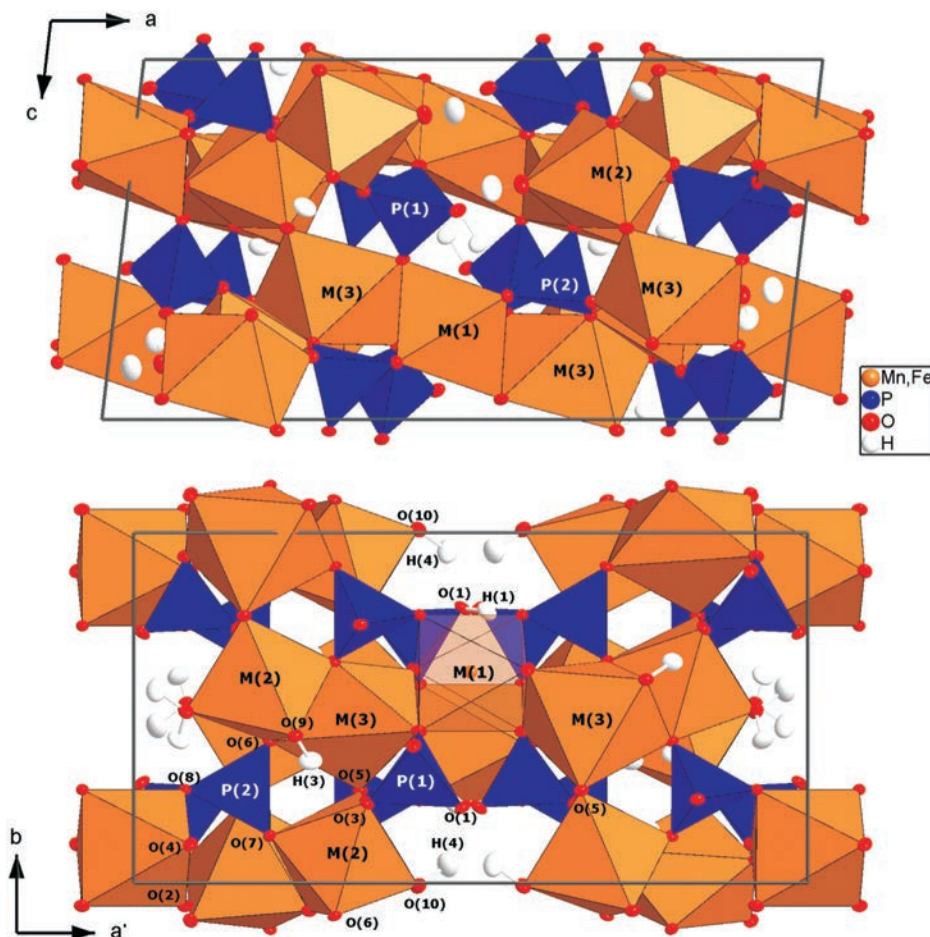 a
c
M(2)
P(1)
M(3)
P(2)
M(3)
M(1)
M(3)
Mn,Fe
P
O
H
O(10)
H(4)
O(1) H(1)
M(2)
M(1)
O(9)
M(3)
M(3)
O(6)
H(3)
O(8)
P(2)
O(5)
P(1)
O(3)
O(1)
O(5)
O(4)
O(7)
M(2)
H(4)
b
O(2)
O(10)
O(6)
a'